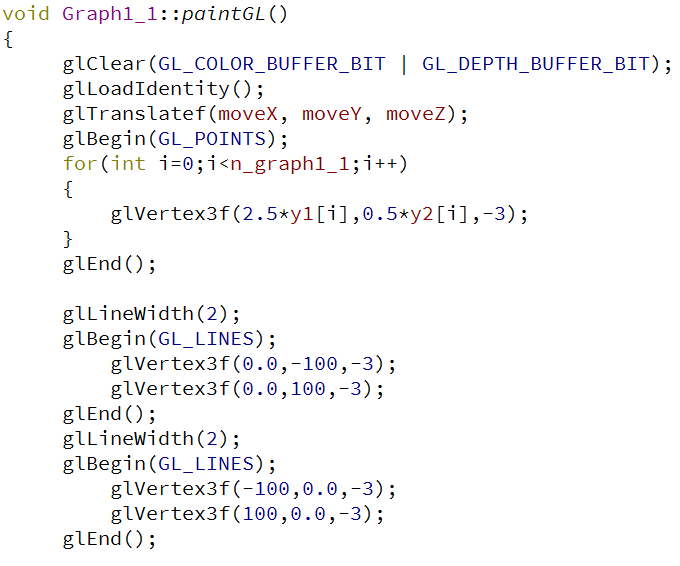 void Graph1_1::paintGL()
{
glClear(GL_COLOR_BUFFER_BIT | GL_DEPTH_BUFFER_BIT);
glLoadIdentity();
glTranslatef(moveX, moveY, moveZ);
glBegin(GL_POINTS);
for(int i=0;i<n_graph1_1;i++)
{
glVertex3f(2.5*y1[i],0.5*y2[i],-3);
}
glEnd();

glLineWidth(2);
glBegin(GL_LINES);
glVertex3f(0.0,-100,-3);
glVertex3f(0.0,100,-3);
glEnd();
glLineWidth(2);
glBegin(GL_LINES);
glVertex3f(-100,0.0,-3);
glVertex3f(100,0.0,-3);
glEnd();